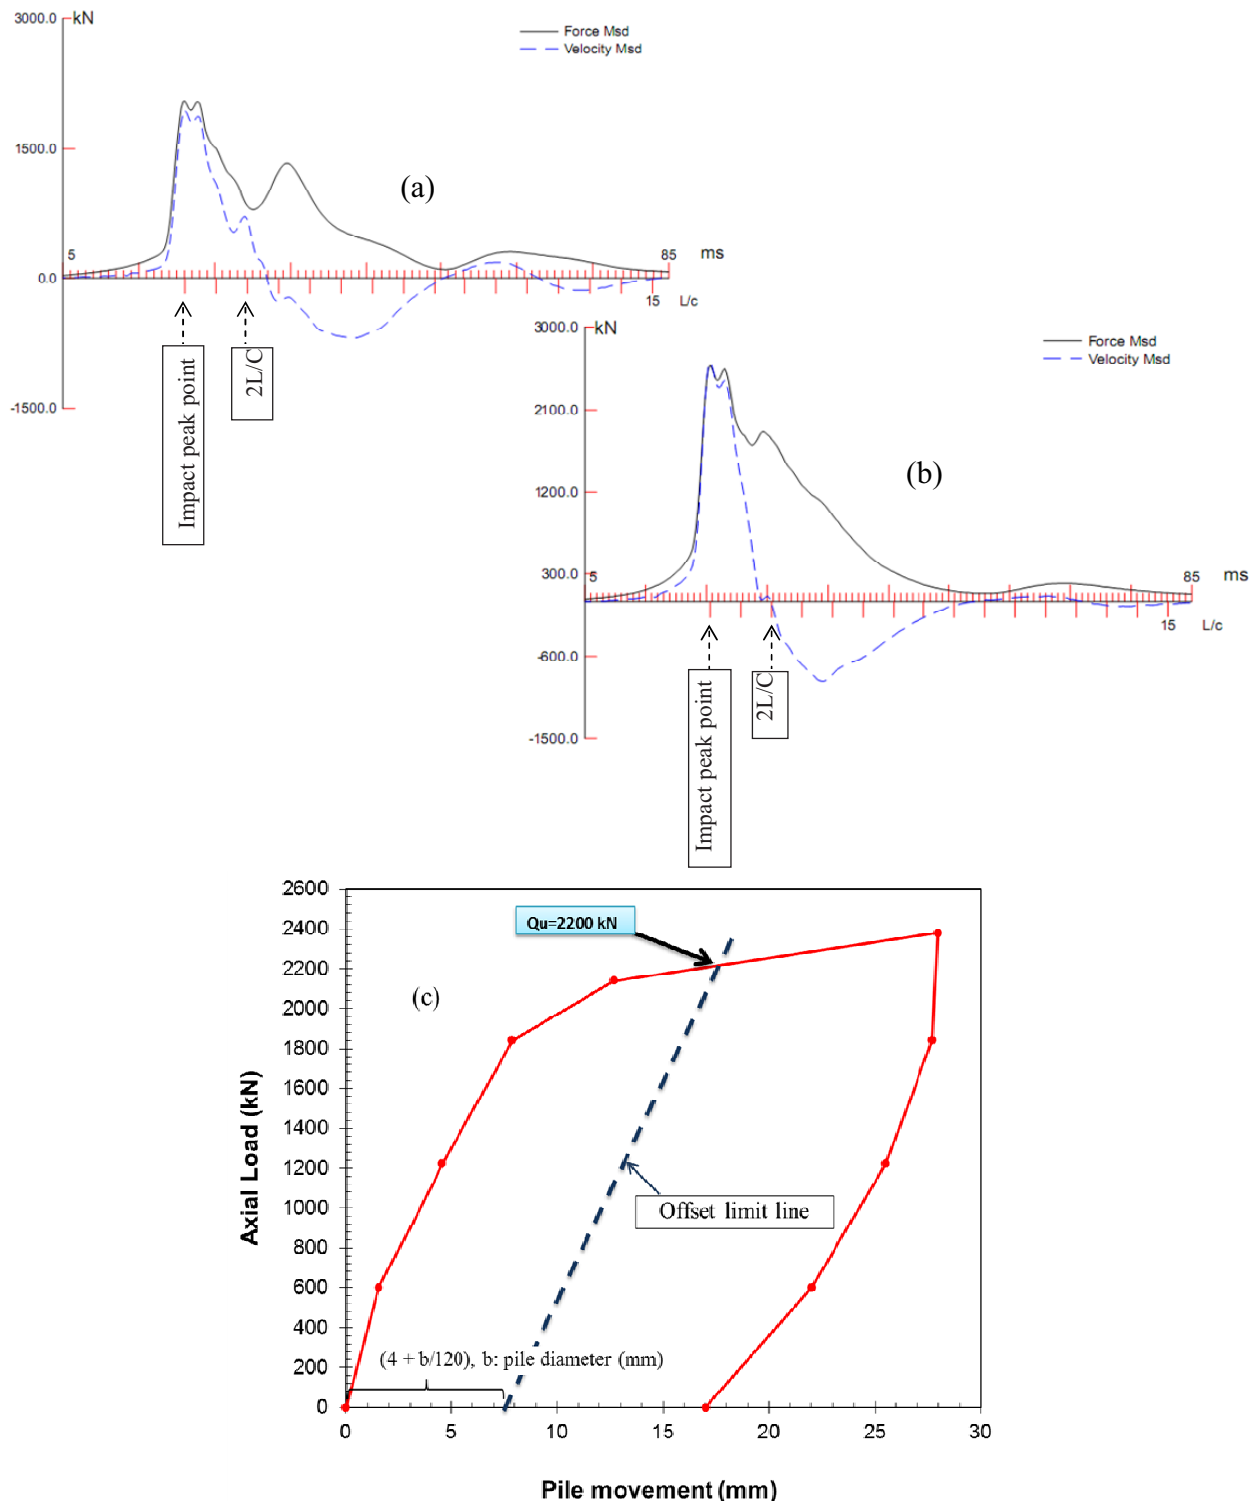 3000.0 kN
Force Msd
Velocity Msd
1500.0
(a)
5
85 ms
0.0
15 L/c
-1500.0
Impact peak point
2L/C
3000.0 kN
Force Msd
Velocity Msd
2100.0
(b)
1200.0
300.0
5
85 ms
15 L/c
-600.0
-1500.0
Impact peak point
2L/C
2600
2400
Qu=2200 kN
2200
(c)
2000
1800
1600
1400
1200
Offset limit line
1000
800
600
400
(4 + b/120), b: pile diameter (mm)
200
0
Axial Load (kN)
0 5 10 15 20 25 30
Pile movement (mm)